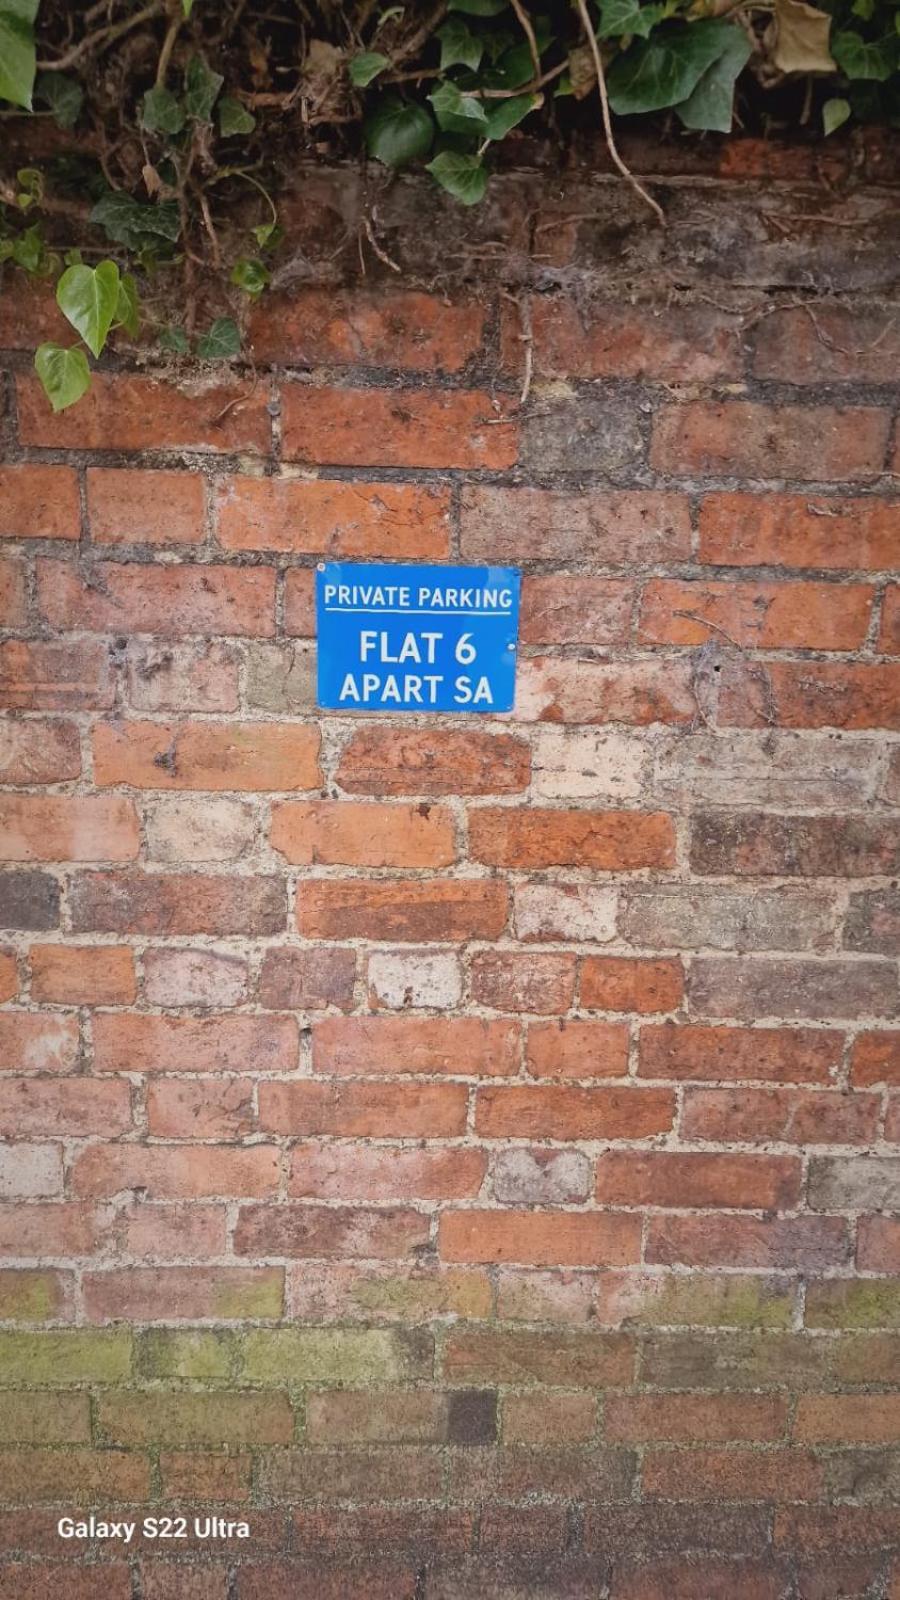 PRIVATE PARKING
FLAT 6
APART SA
Galaxy S22 Ultra